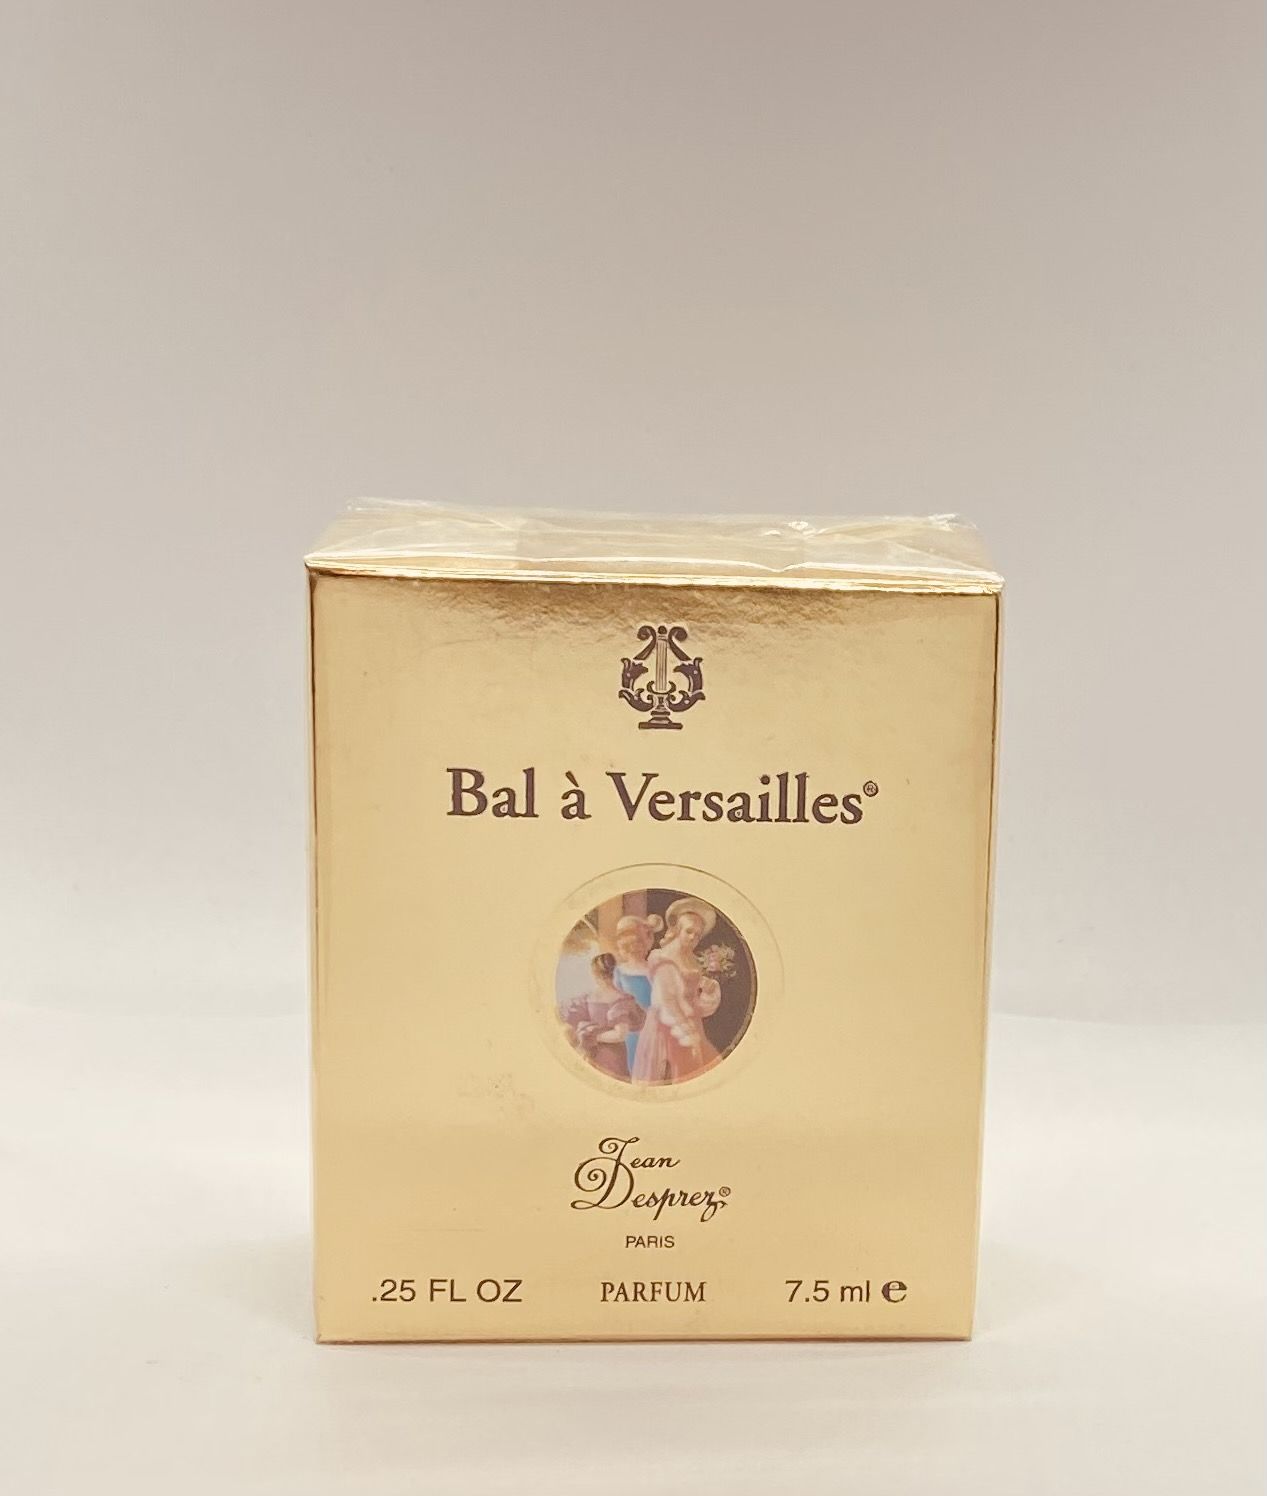 Bal à Versailles®
Jean
Desprez®
PARIS
.25 FL OZ PARFUM 7.5 ml ℮